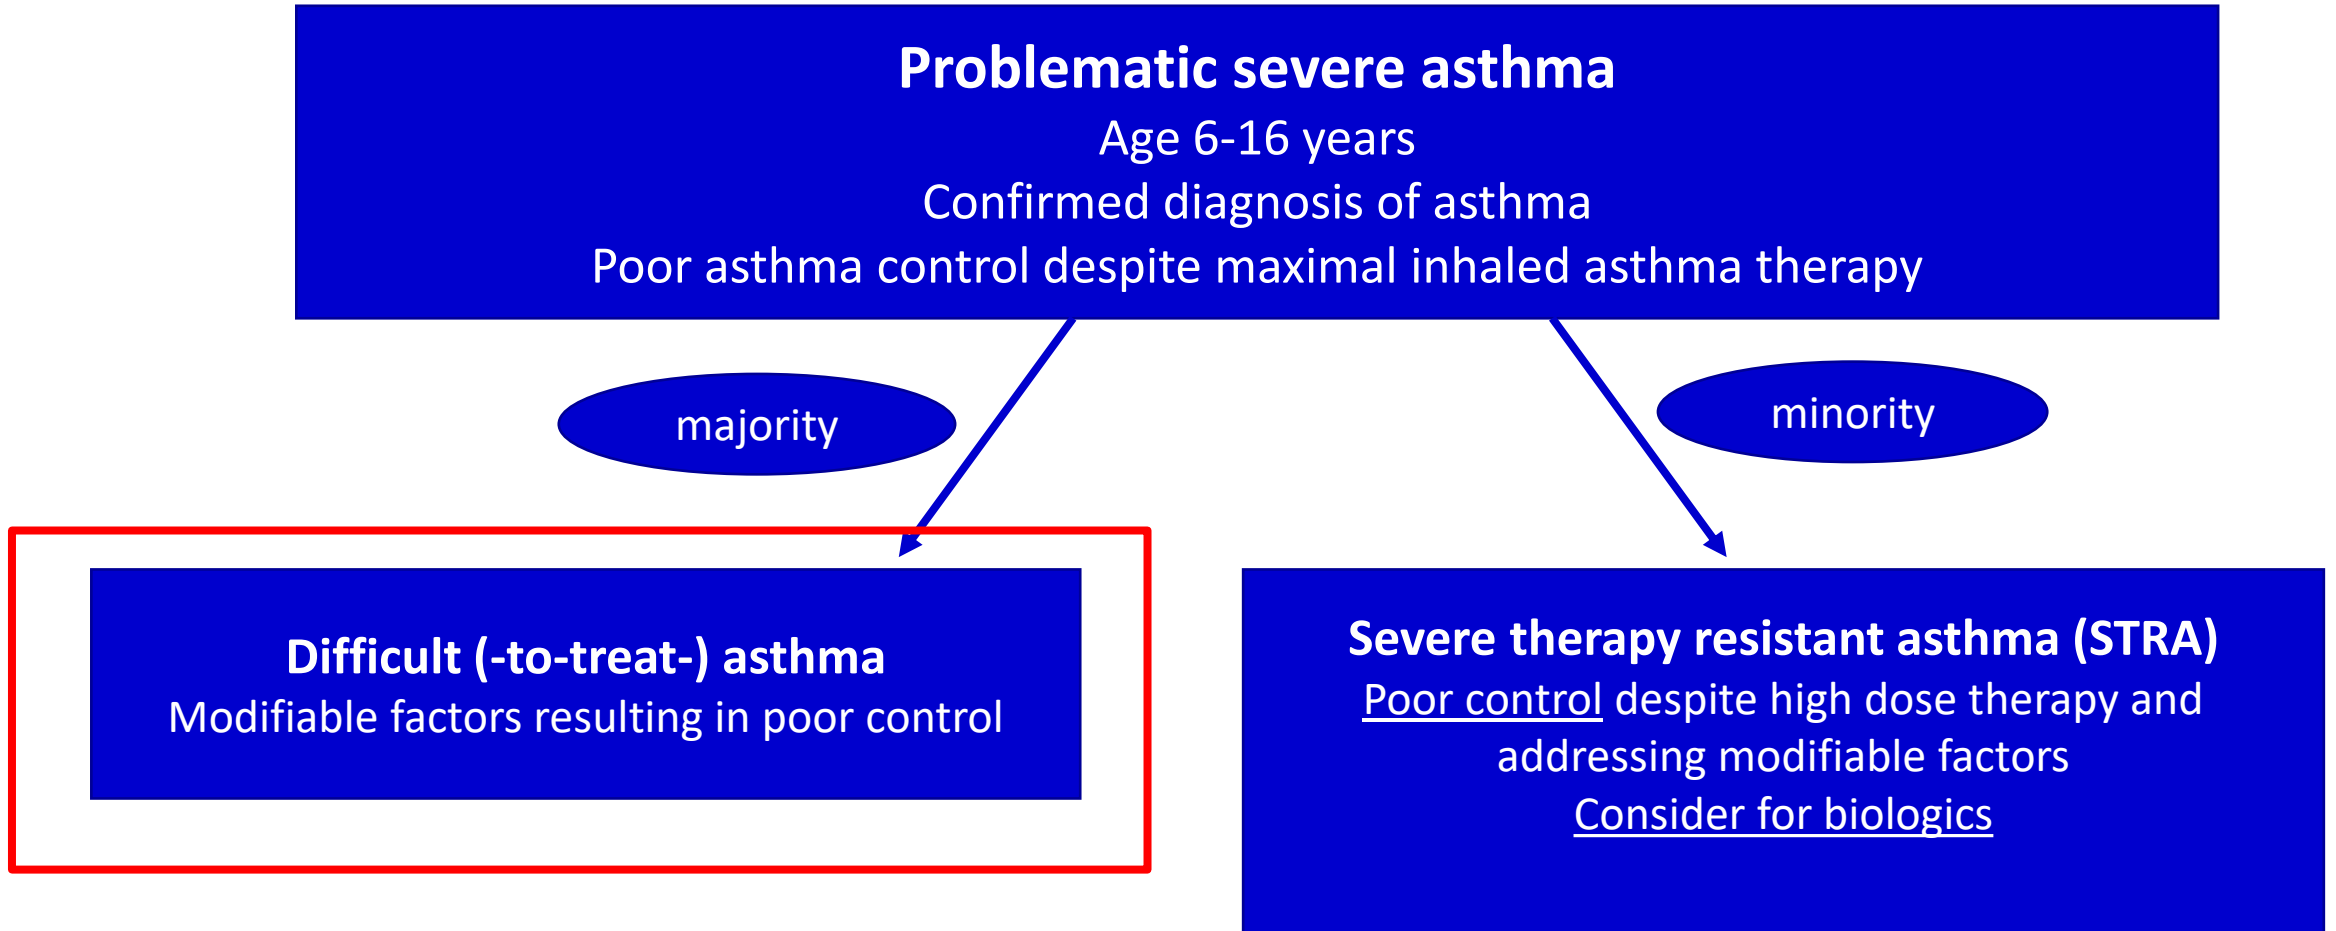 Problematic severe asthma
Age 6-16 years
Confirmed diagnosis of asthma
Poor asthma control despite maximal inhaled asthma therapy
majority
minority
Difficult (-to-treat-) asthma
Modifiable factors resulting in poor control
Severe therapy resistant asthma (STRA)
Poor control despite high dose therapy and
addressing modifiable factors
Consider for biologics